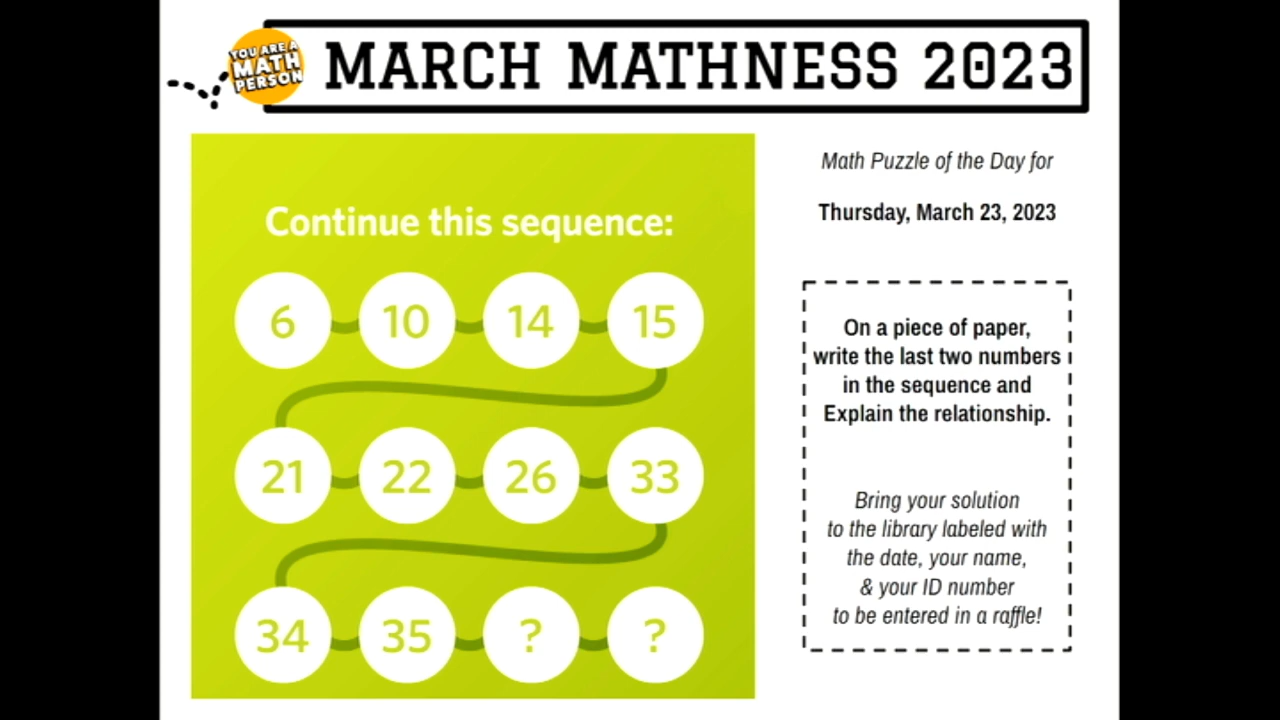 YOU ARE A
MATH
PERSON
MARCH MATHNESS 2023
Continue this sequence:
6 10 14 15
21 22 26 33
34 35 ? ?
Math Puzzle of the Day for
Thursday, March 23, 2023
On a piece of paper,
write the last two numbers
in the sequence and
Explain the relationship.
Bring your solution
to the library labeled with
the date, your name,
& your ID number
to be entered in a raffle!